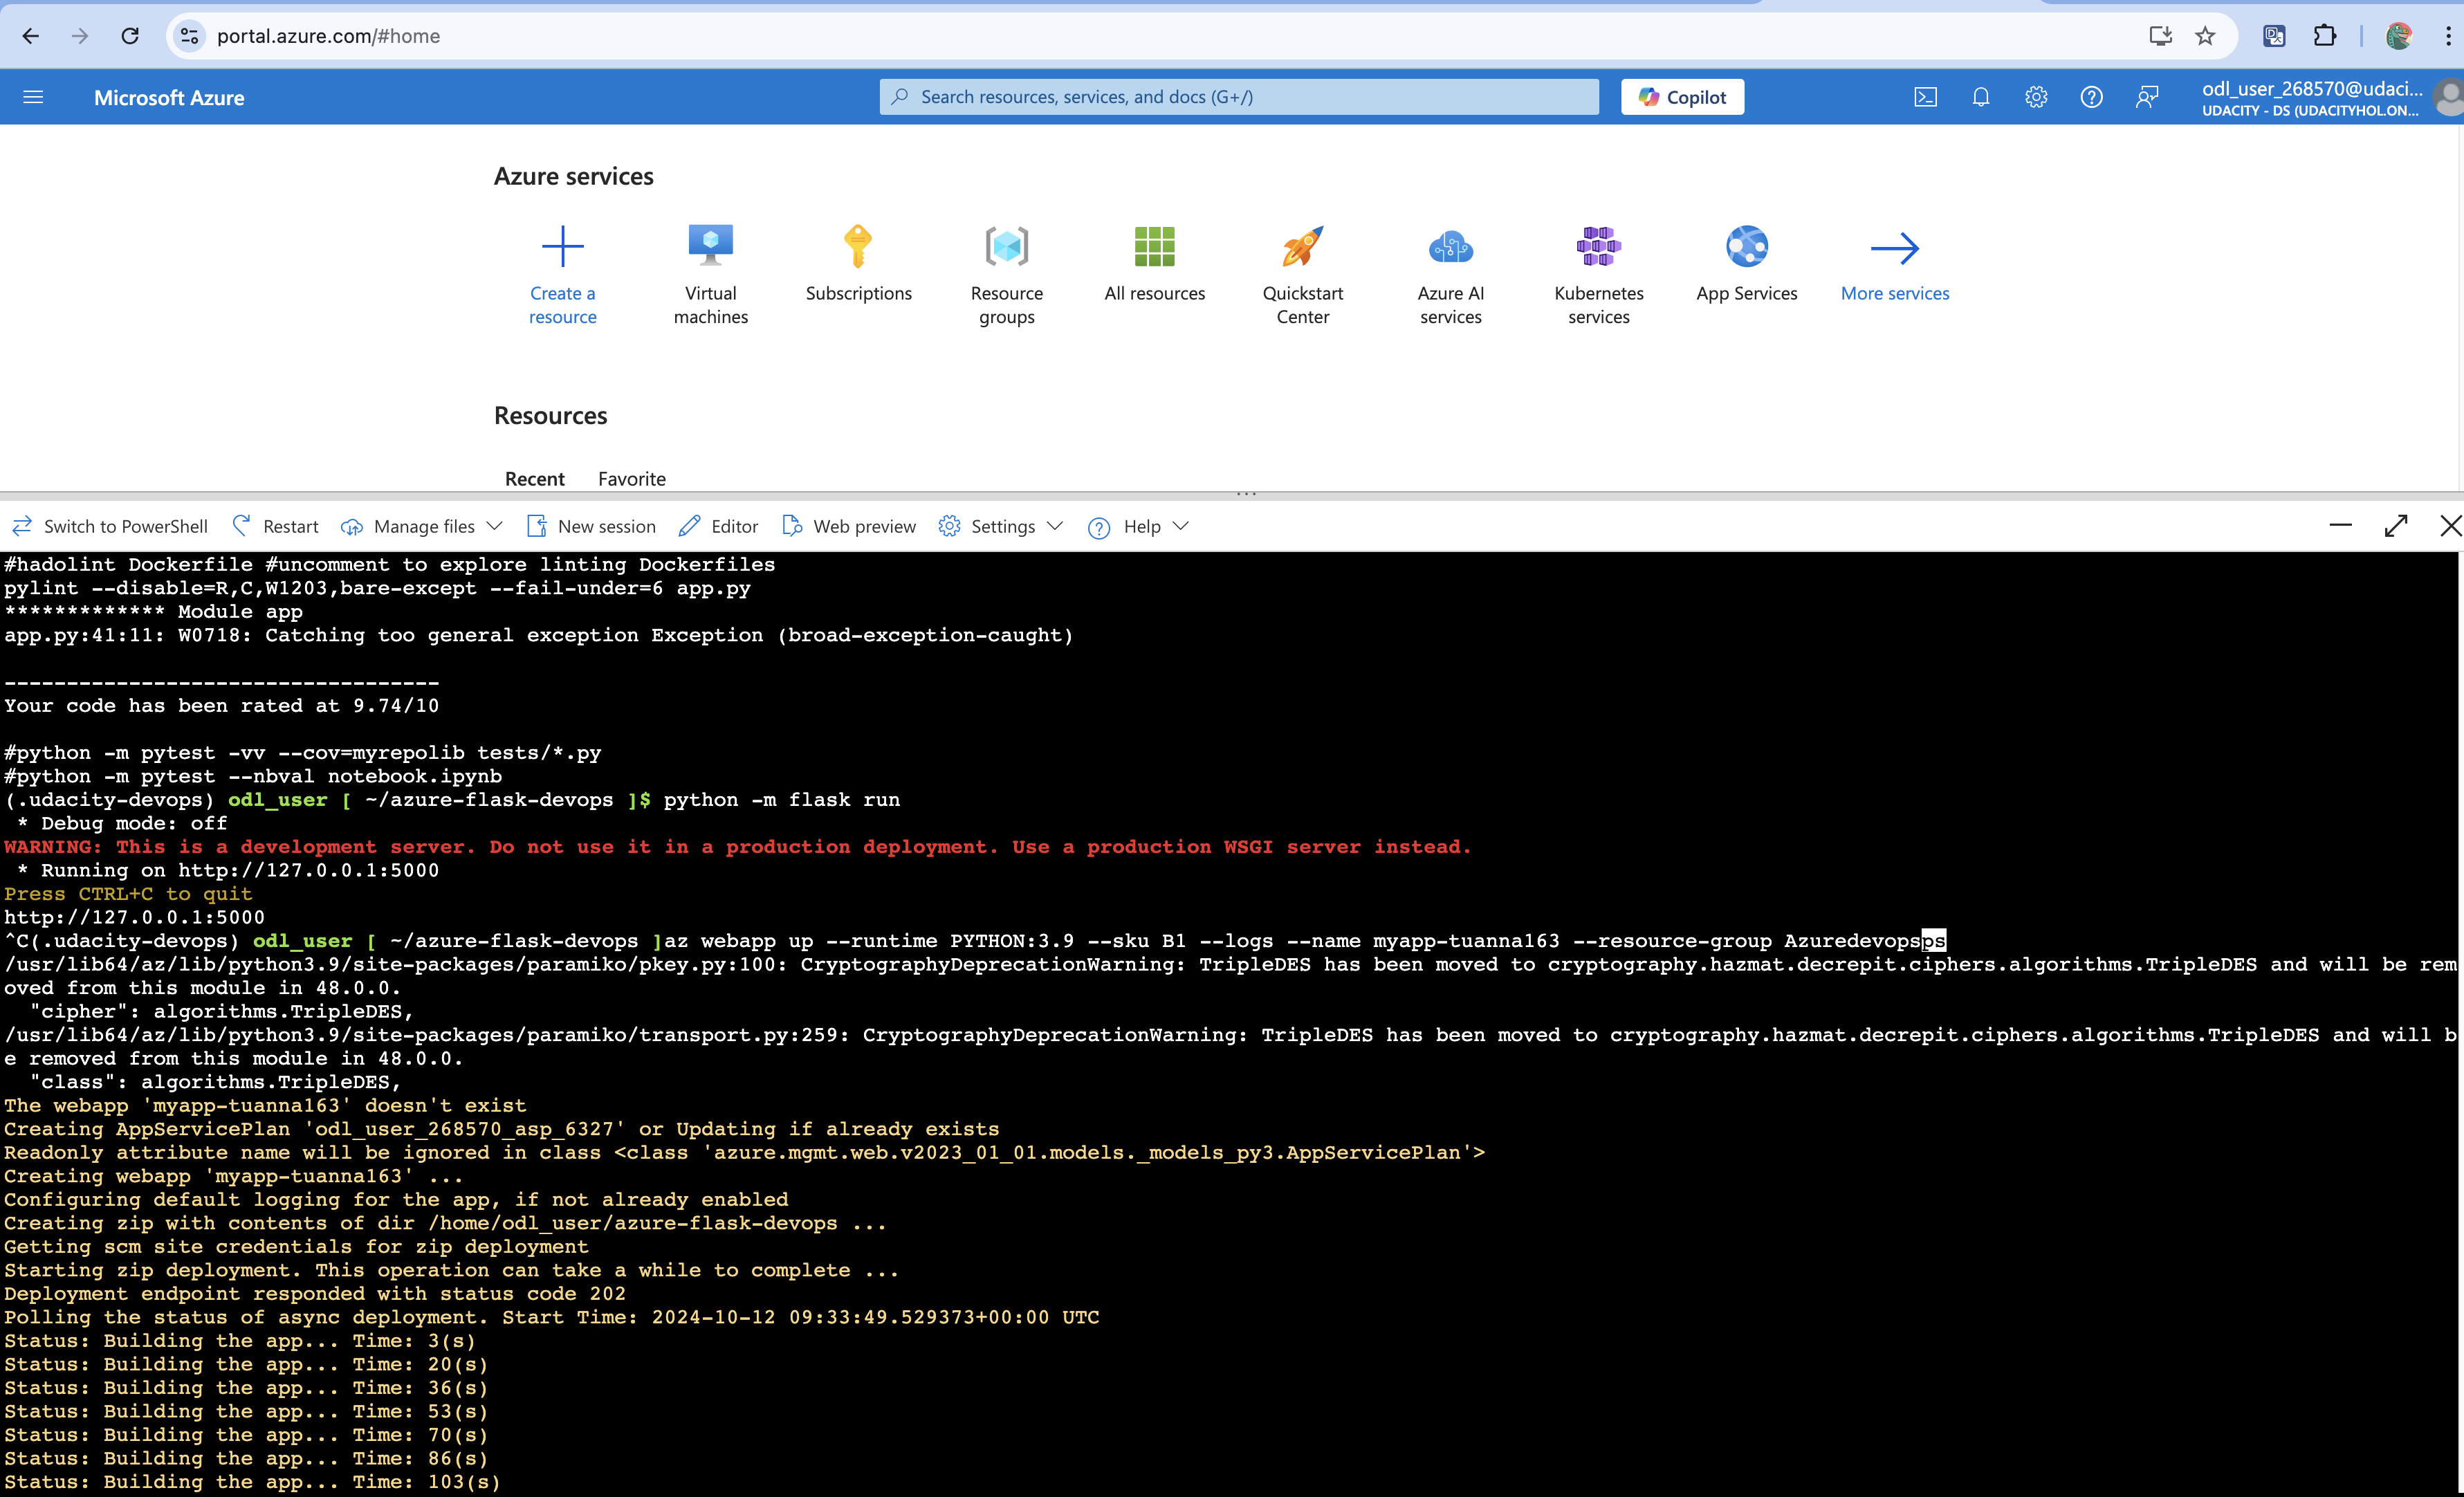 portal.azure.com/#home
Microsoft Azure
Search resources, services, and docs (G+/)
Copilot
odl_user_268570@udaci...
UDACITY - DS (UDACITYHOL.ON...
Azure services
Create a resource
Virtual machines
Subscriptions
Resource groups
All resources
Quickstart Center
Azure AI services
Kubernetes services
App Services
More services
Resources
Recent Favorite
Switch to PowerShell Restart Manage files New session Editor Web preview Settings Help
#hadolint Dockerfile #uncomment to explore linting Dockerfiles
pylint --disable=R,C,W1203,bare-except --fail-under=6 app.py
************* Module app
app.py:41:11: W0718: Catching too general exception Exception (broad-exception-caught)
-----------------------------------
Your code has been rated at 9.74/10
#python -m pytest -vv --cov=myrepolib tests/*.py
#python -m pytest --nbval notebook.ipynb
(.udacity-devops) odl_user [ ~/azure-flask-devops ]$ python -m flask run
 * Debug mode: off
WARNING: This is a development server. Do not use it in a production deployment. Use a production WSGI server instead.
 * Running on http://127.0.0.1:5000
Press CTRL+C to quit
http://127.0.0.1:5000
^C(.udacity-devops) odl_user [ ~/azure-flask-devops ]az webapp up --runtime PYTHON:3.9 --sku B1 --logs --name myapp-tuanna163 --resource-group Azuredevopsps
/usr/lib64/az/lib/python3.9/site-packages/paramiko/pkey.py:100: CryptographyDeprecationWarning: TripleDES has been moved to cryptography.hazmat.decrepit.ciphers.algorithms.TripleDES and will be rem
oved from this module in 48.0.0.
  "cipher": algorithms.TripleDES,
/usr/lib64/az/lib/python3.9/site-packages/paramiko/transport.py:259: CryptographyDeprecationWarning: TripleDES has been moved to cryptography.hazmat.decrepit.ciphers.algorithms.TripleDES and will b
e removed from this module in 48.0.0.
  "class": algorithms.TripleDES,
The webapp 'myapp-tuanna163' doesn't exist
Creating AppServicePlan 'odl_user_268570_asp_6327' or Updating if already exists
Readonly attribute name will be ignored in class <class 'azure.mgmt.web.v2023_01_01.models._models_py3.AppServicePlan'>
Creating webapp 'myapp-tuanna163' ...
Configuring default logging for the app, if not already enabled
Creating zip with contents of dir /home/odl_user/azure-flask-devops ...
Getting scm site credentials for zip deployment
Starting zip deployment. This operation can take a while to complete ...
Deployment endpoint responded with status code 202
Polling the status of async deployment. Start Time: 2024-10-12 09:33:49.529373+00:00 UTC
Status: Building the app... Time: 3(s)
Status: Building the app... Time: 20(s)
Status: Building the app... Time: 36(s)
Status: Building the app... Time: 53(s)
Status: Building the app... Time: 70(s)
Status: Building the app... Time: 86(s)
Status: Building the app... Time: 103(s)